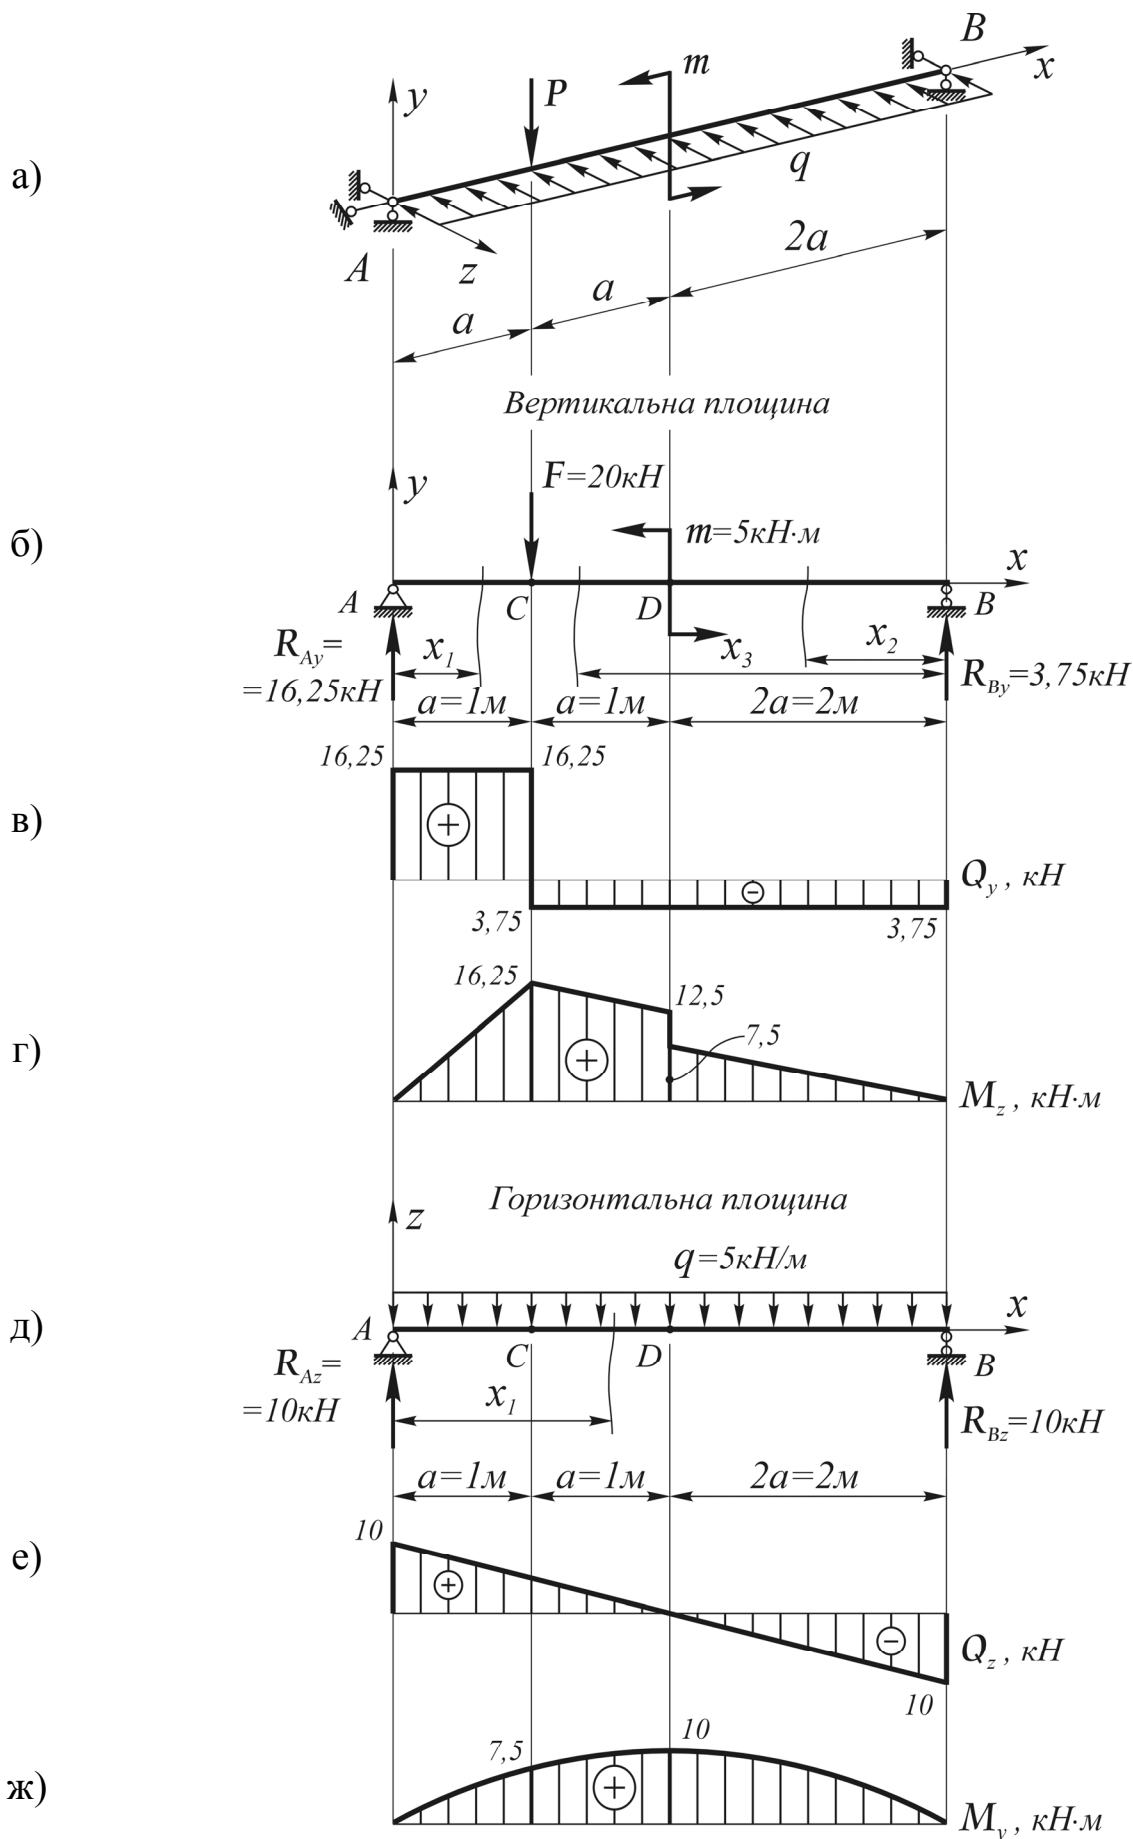 а)
y
P
m
B
x
q
A
z
a
a
2a
Вертикальна площина
б)
y
F=20кН
m=5кН·м
x
A
C
D
B
R_Ay=
=16,25кН
x_1
x_3
x_2
R_By=3,75кН
a=1м
a=1м
2a=2м
в)
16,25
16,25
+
−
Q_y , кН
3,75
3,75
г)
16,25
12,5
7,5
+
M_z , кН·м
Горизонтальна площина
z
q=5кН/м
д)
x
A
C
D
B
R_Az=
=10кН
x_1
R_Bz=10кН
a=1м
a=1м
2a=2м
е)
10
+
−
Q_z , кН
10
ж)
7,5
10
+
M_y , кН·м